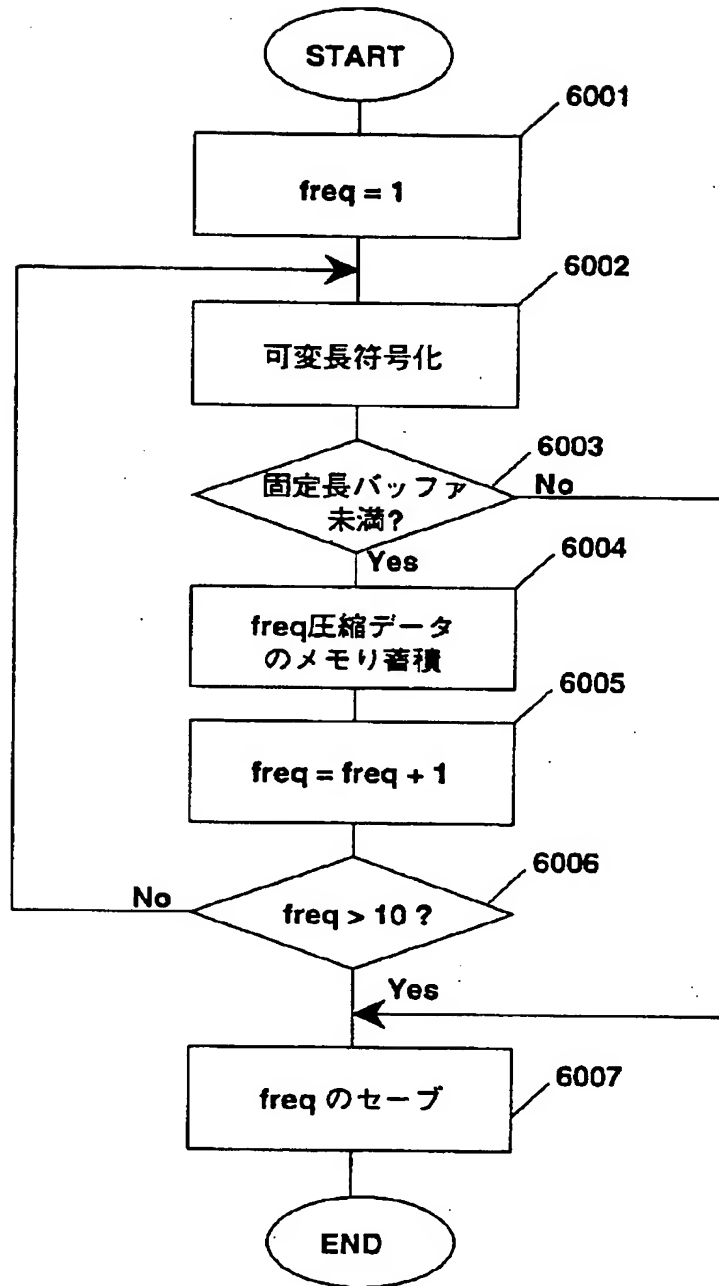 START
6001
freq = 1
6002
可変長符号化
6003
固定長バッファ
未満?
No
Yes
6004
freq圧縮データ
のメモり蓄積
6005
freq = freq + 1
6006
freq > 10 ?
No
Yes
6007
freq のセーブ
END